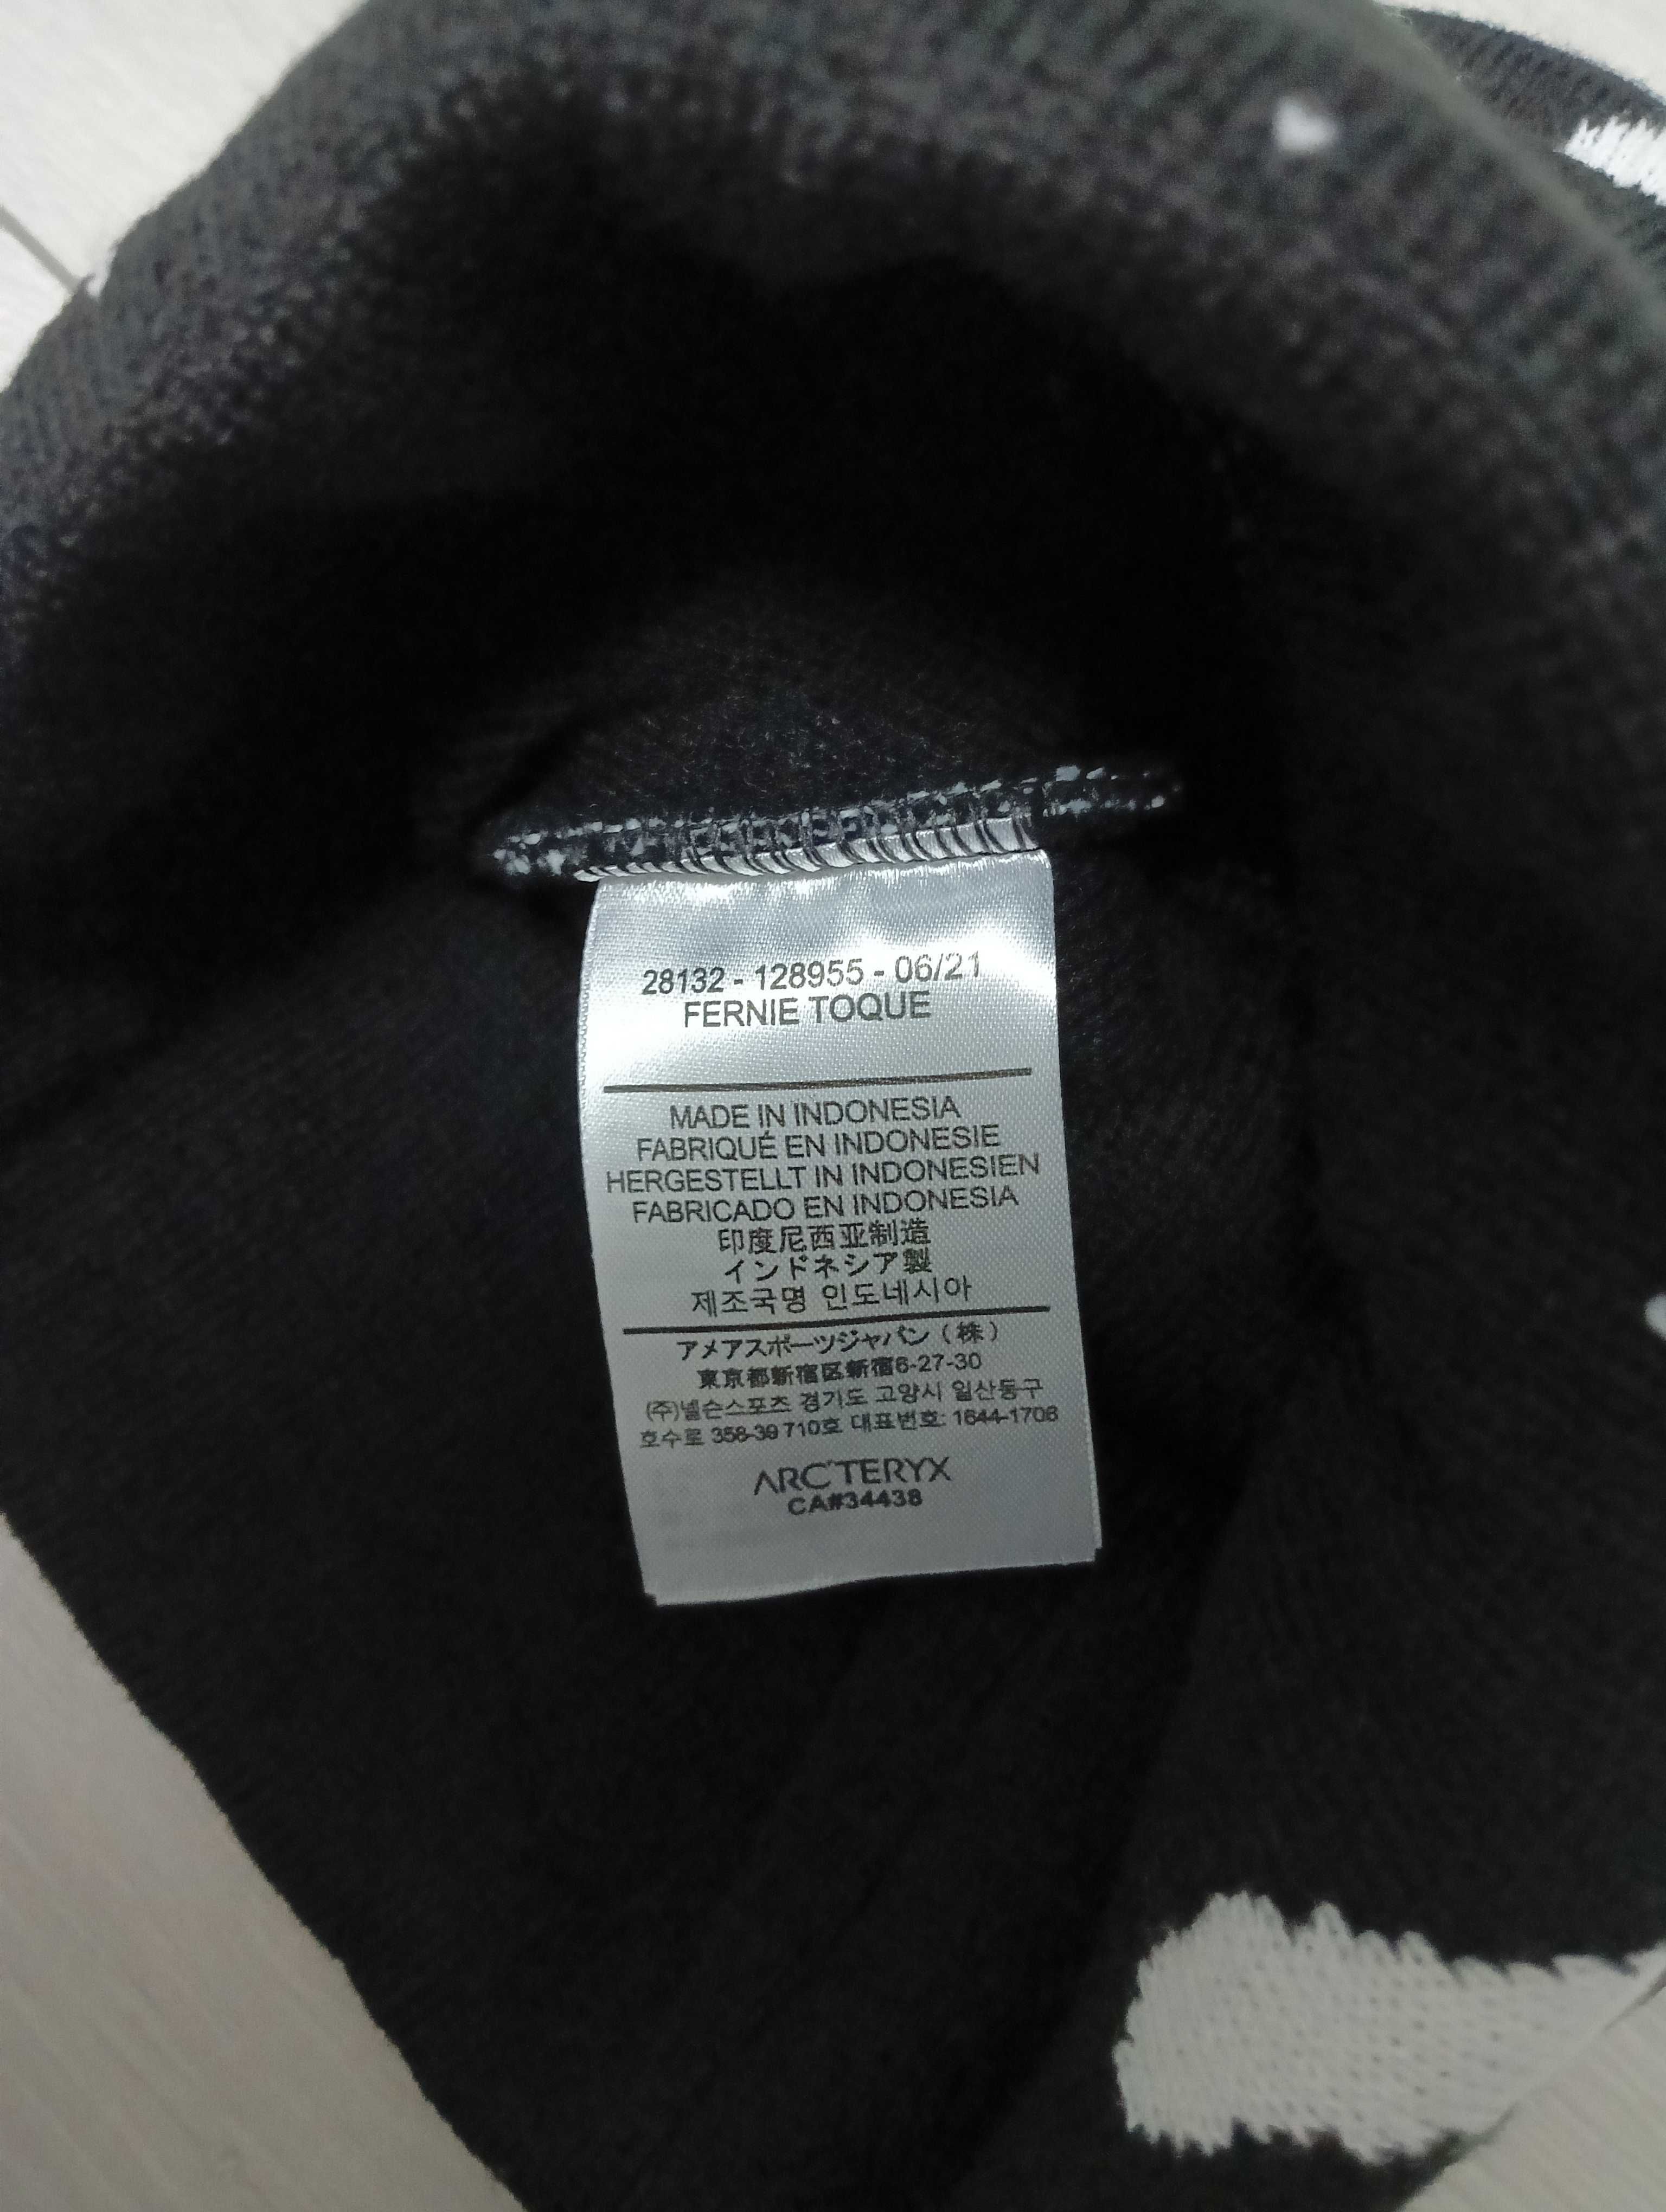 28132 - 128955 - 06/21
FERNIE TOQUE
MADE IN INDONESIA
FABRIQUÉ EN INDONESIE
HERGESTELLT IN INDONESIEN
FABRICADO EN INDONESIA
印度尼西亚制造
インドネシア製
제조국명 인도네시아
アメアスポーツジャパン（株）
東京都新宿区新宿6-27-30
(주)넬슨스포츠 경기도 고양시 일산동구
호수로 358-39 710호 대표번호: 1644-1706
ARC'TERYX
CA#34438